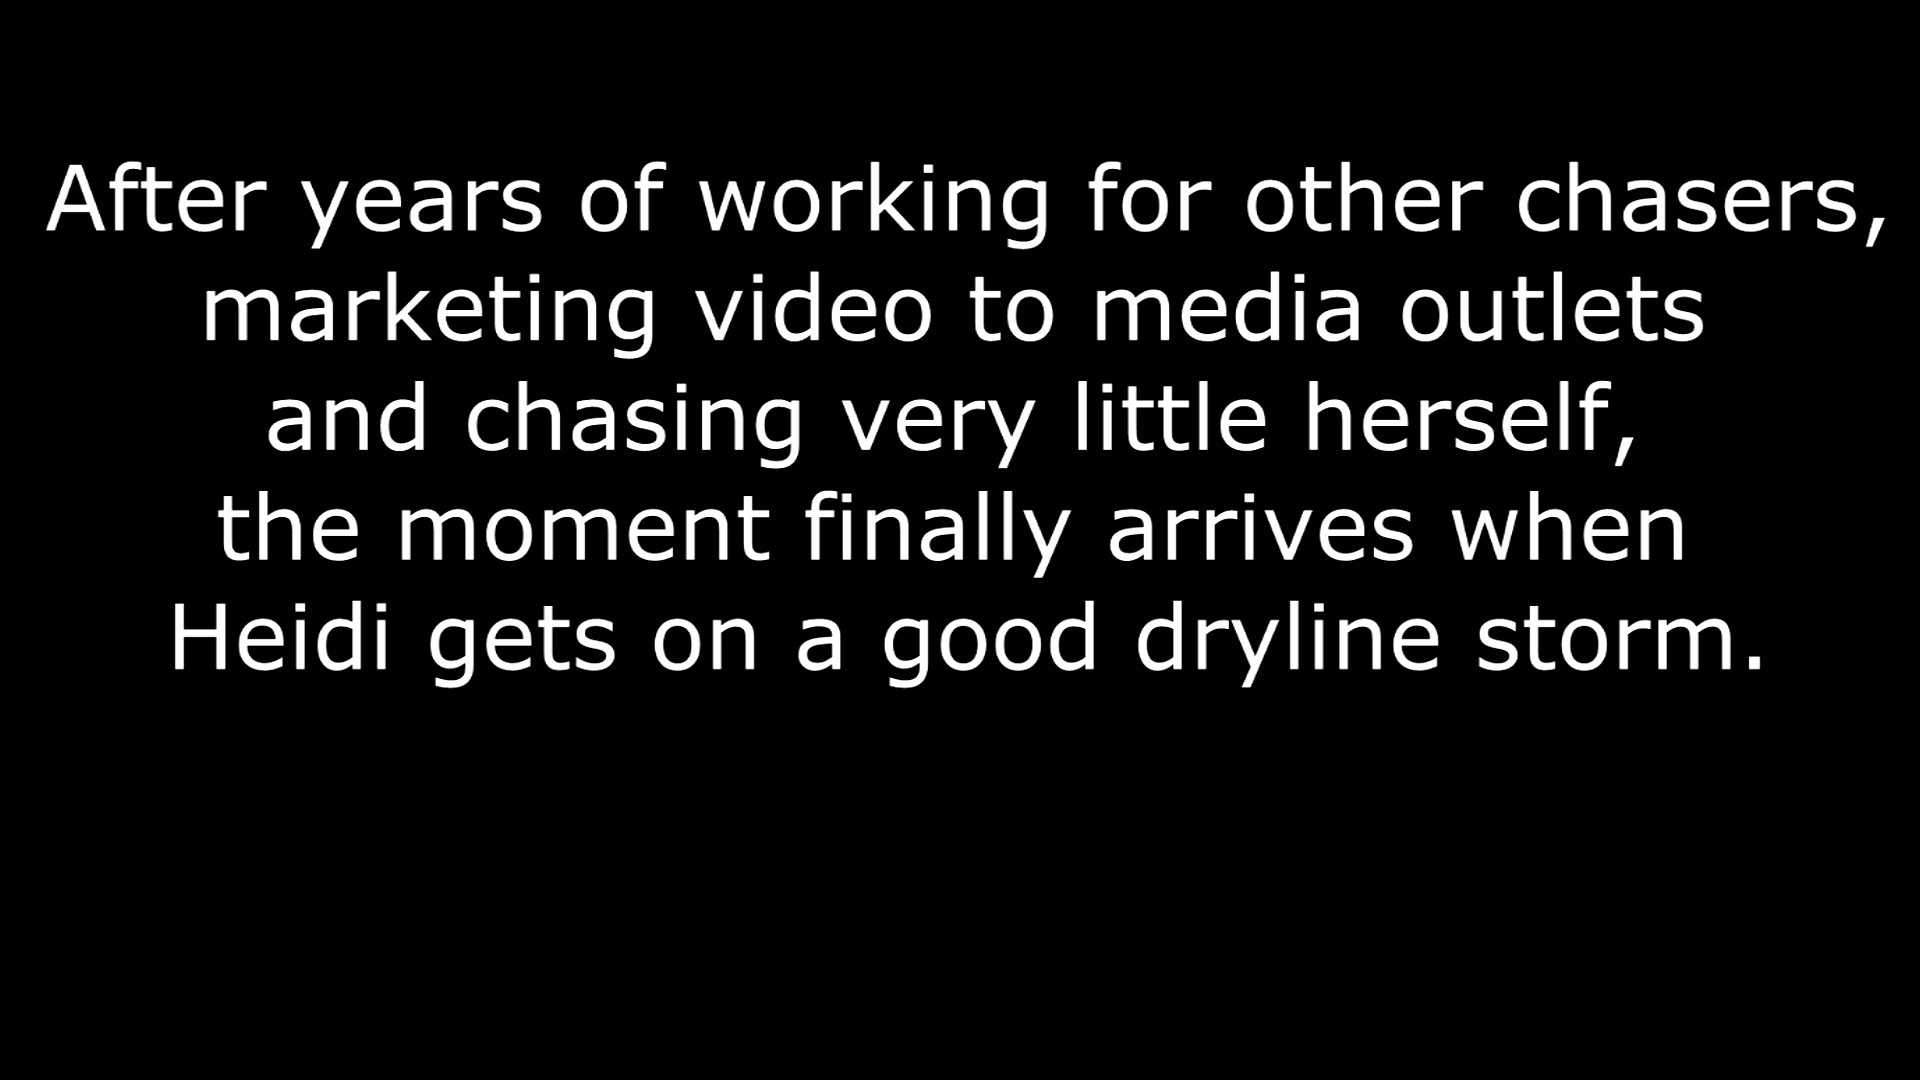 After years of working for other chasers,
marketing video to media outlets
and chasing very little herself,
the moment finally arrives when
Heidi gets on a good dryline storm.